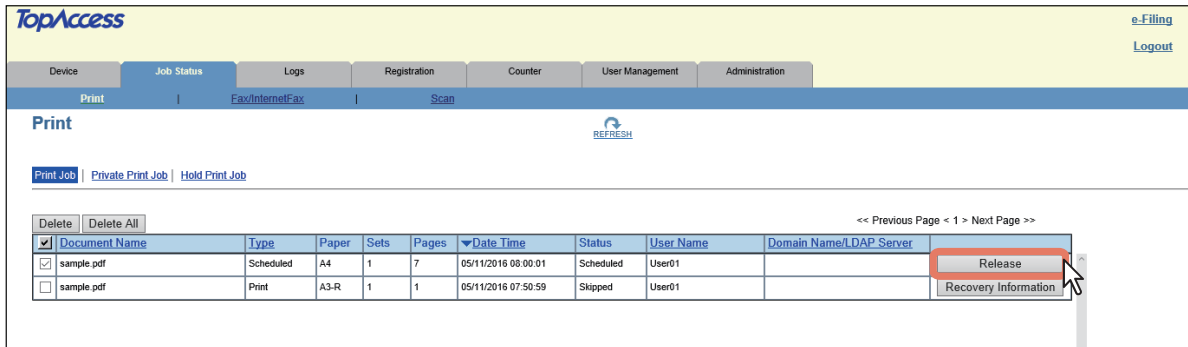 TopAccess
e-Filing
Logout
Device Job Status Logs Registration Counter User Management Administration
Print | Fax/InternetFax | Scan
Print
REFRESH
Print Job | Private Print Job | Hold Print Job
Delete Delete All << Previous Page < 1 > Next Page >>
Document Name Type Paper Sets Pages Date Time Status User Name Domain Name/LDAP Server
sample.pdf Scheduled A4 1 7 05/11/2016 08:00:01 Scheduled User01 Release
sample.pdf Print A3-R 1 1 05/11/2016 07:50:59 Skipped User01 Recovery Information